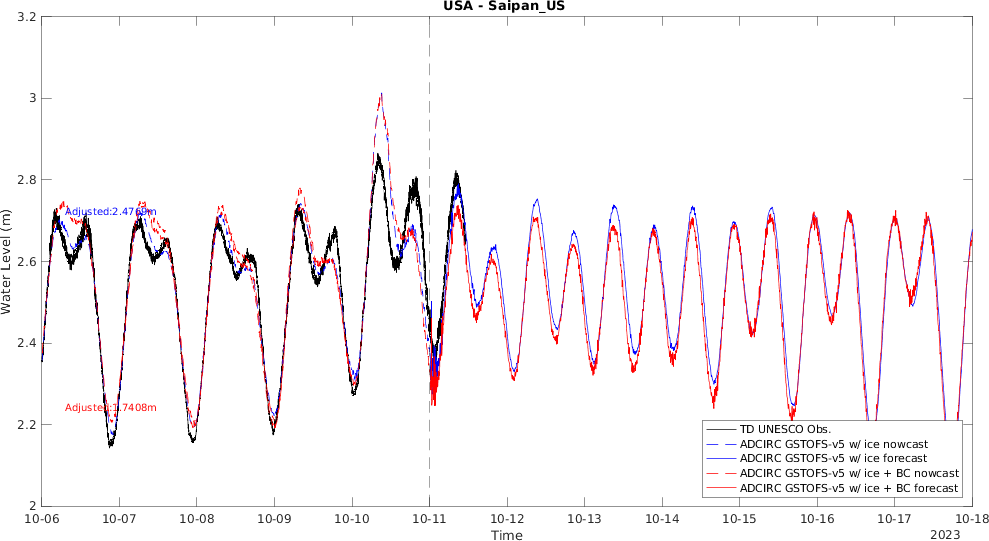 USA - Saipan_US
3.2
3
2.8
2.6
2.4
2.2
2
Water Level (m)
Adjusted:2.4769m
Adjusted:1.7408m
TD UNESCO Obs.
ADCIRC GSTOFS-v5 w/ ice nowcast
ADCIRC GSTOFS-v5 w/ ice forecast
ADCIRC GSTOFS-v5 w/ ice + BC nowcast
ADCIRC GSTOFS-v5 w/ ice + BC forecast
10-06 10-07 10-08 10-09 10-10 10-11 10-12 10-13 10-14 10-15 10-16 10-17 10-18
Time
2023